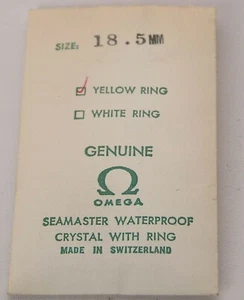 SIZE: 18.5MM
YELLOW RING
WHITE RING
GENUINE
Ω
OMEGA
SEAMASTER WATERPROOF
CRYSTAL WITH RING
MADE IN SWITZERLAND